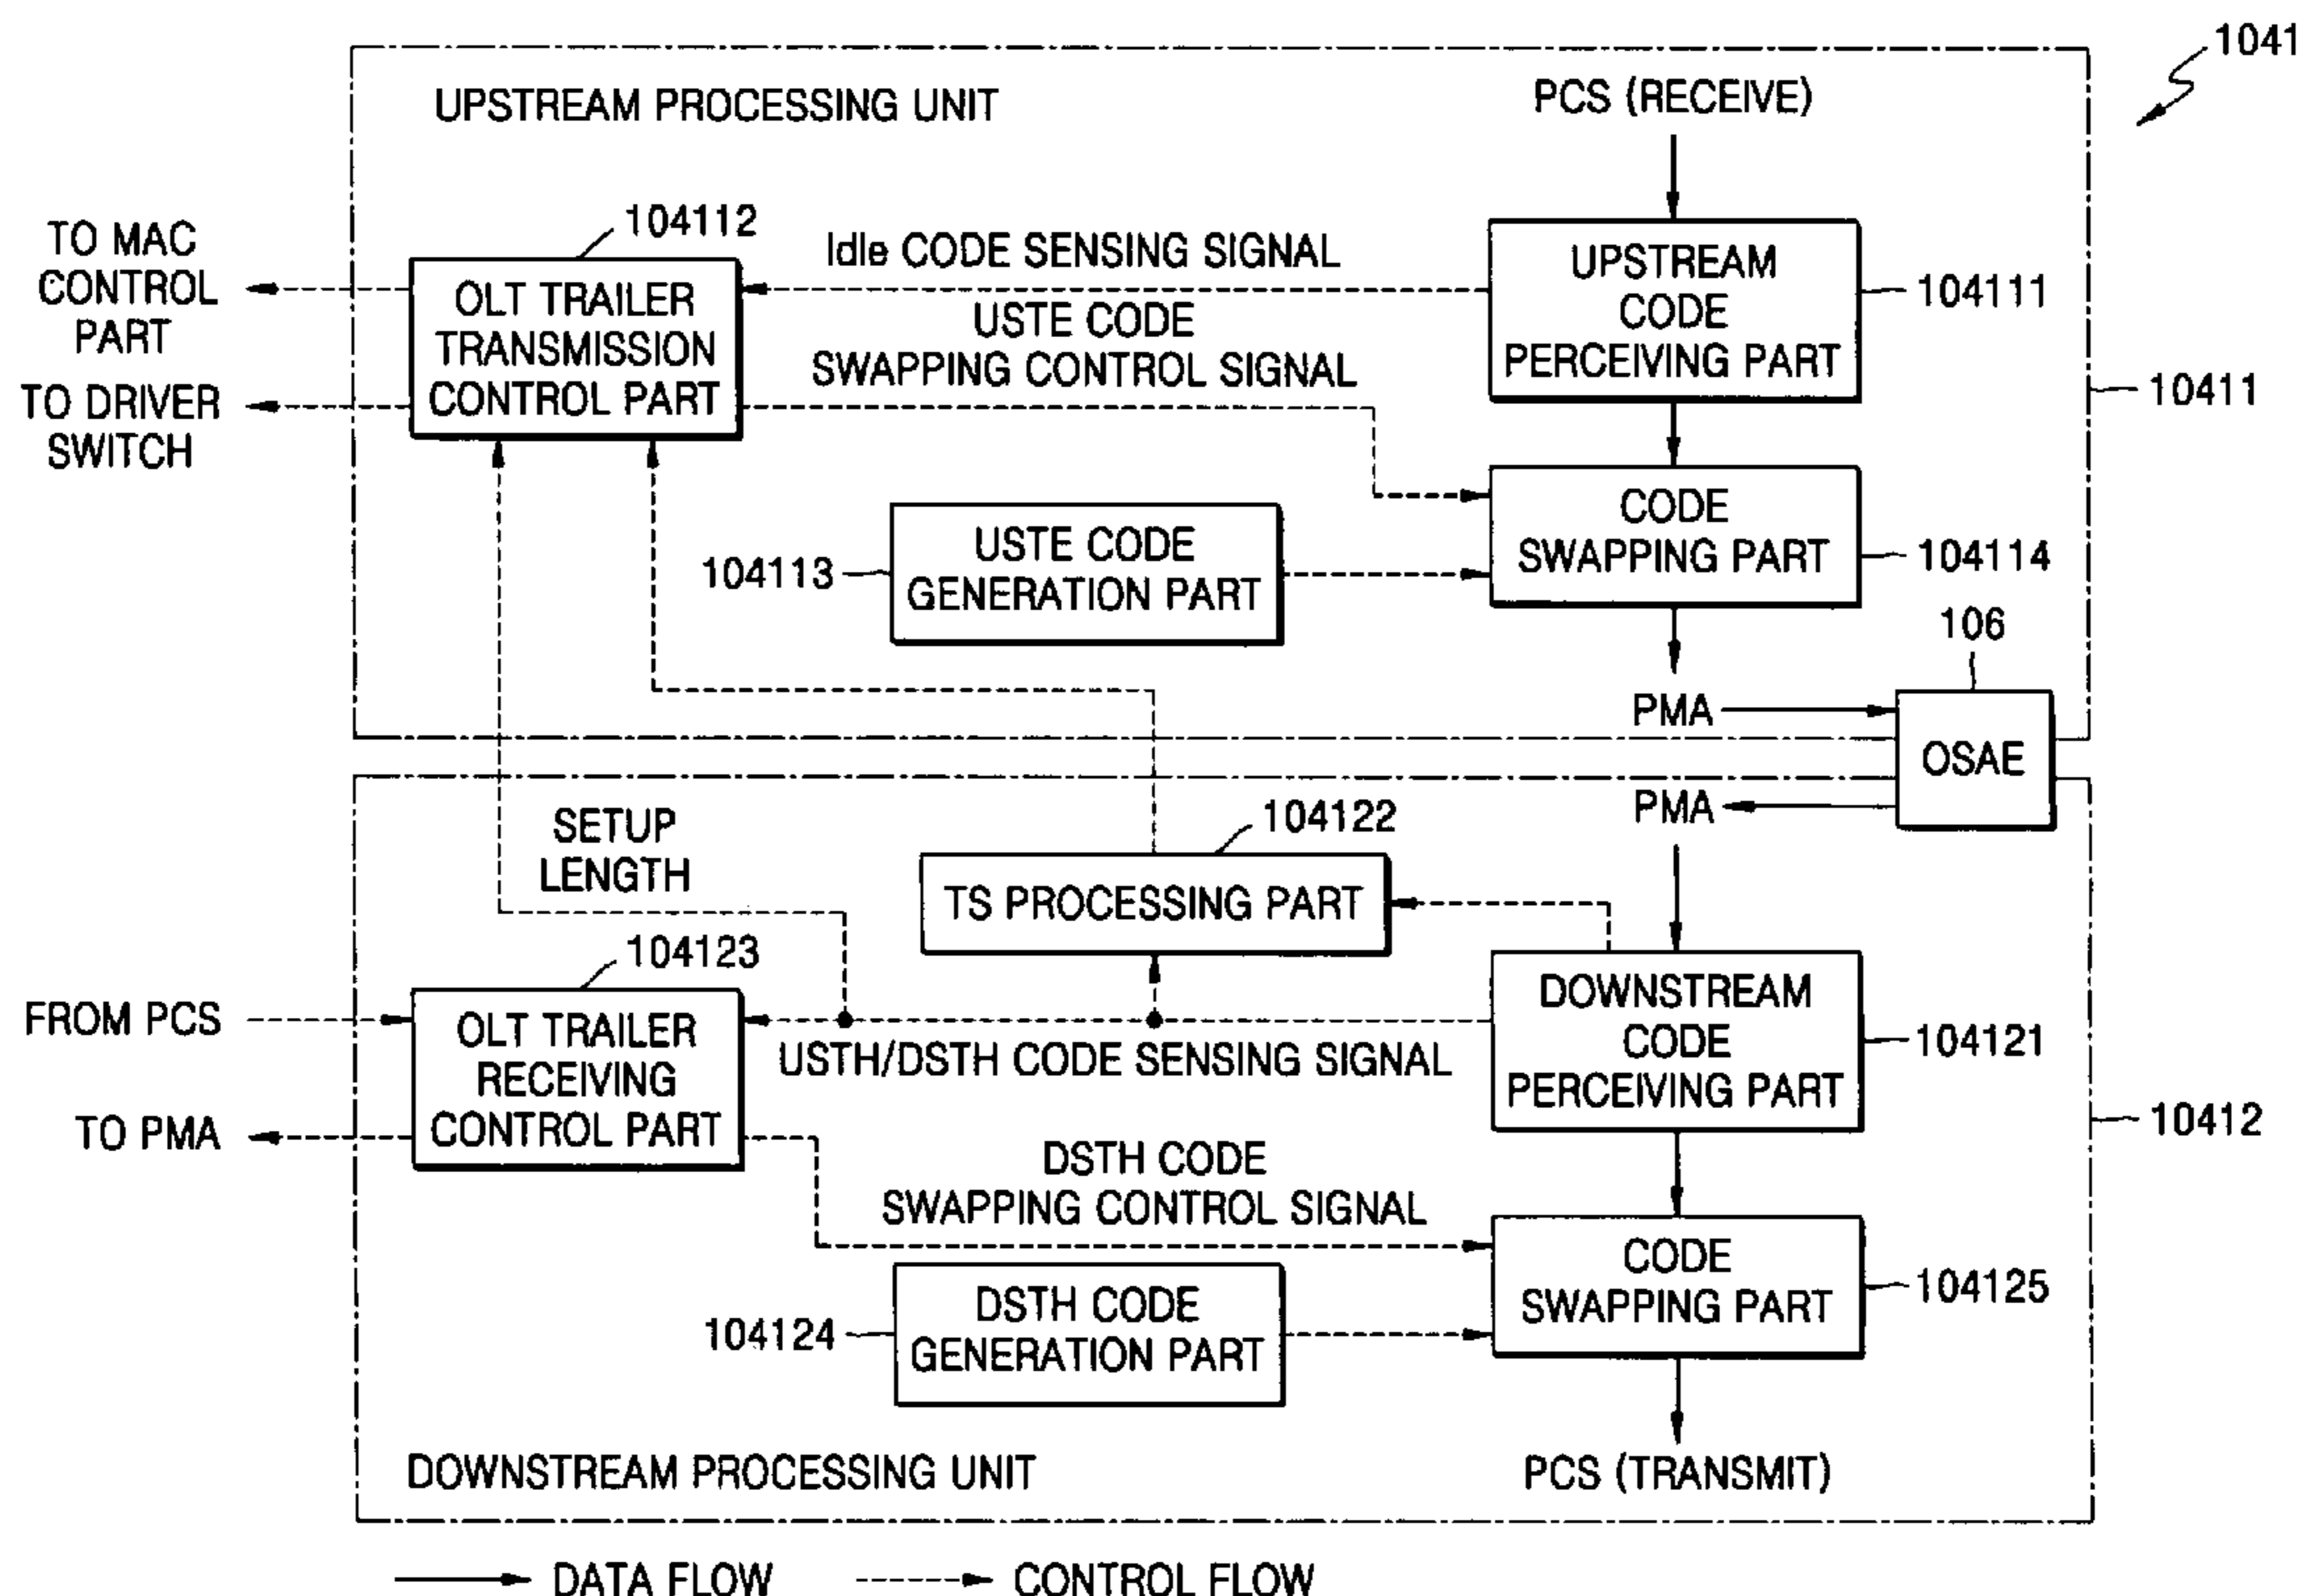 1041
UPSTREAM PROCESSING UNIT
PCS (RECEIVE)
TO MAC
CONTROL
PART
104112
Idle CODE SENSING SIGNAL
UPSTREAM
CODE
PERCEIVING PART
104111
OLT TRAILER
TRANSMISSION
CONTROL PART
USTE CODE
SWAPPING CONTROL SIGNAL
TO DRIVER
SWITCH
10411
CODE
SWAPPING PART
104114
USTE CODE
GENERATION PART
104113
106
PMA
OSAE
PMA
SETUP
LENGTH
104122
TS PROCESSING PART
104123
FROM PCS
OLT TRAILER
RECEIVING
CONTROL PART
USTH/DSTH CODE SENSING SIGNAL
DOWNSTREAM
CODE
PERCEIVING PART
104121
TO PMA
10412
DSTH CODE
SWAPPING CONTROL SIGNAL
CODE
SWAPPING PART
104125
DSTH CODE
GENERATION PART
104124
DOWNSTREAM PROCESSING UNIT
PCS (TRANSMIT)
DATA FLOW
CONTROL FLOW